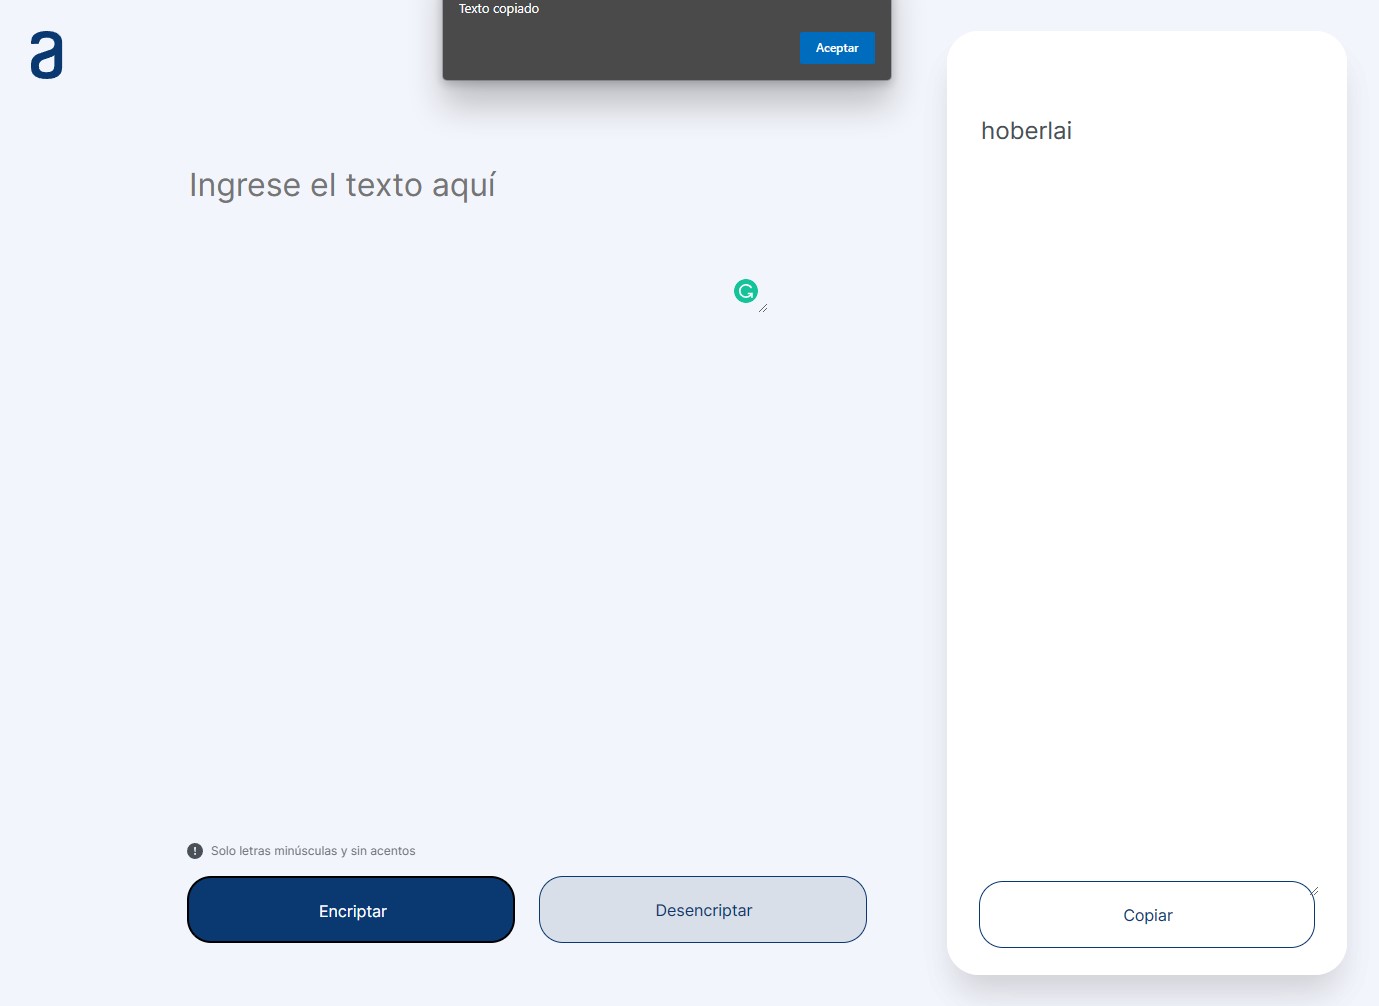 Texto copiado
Aceptar
a
hoberlai
Ingrese el texto aquí
Solo letras minúsculas y sin acentos
Encriptar
Desencriptar
Copiar